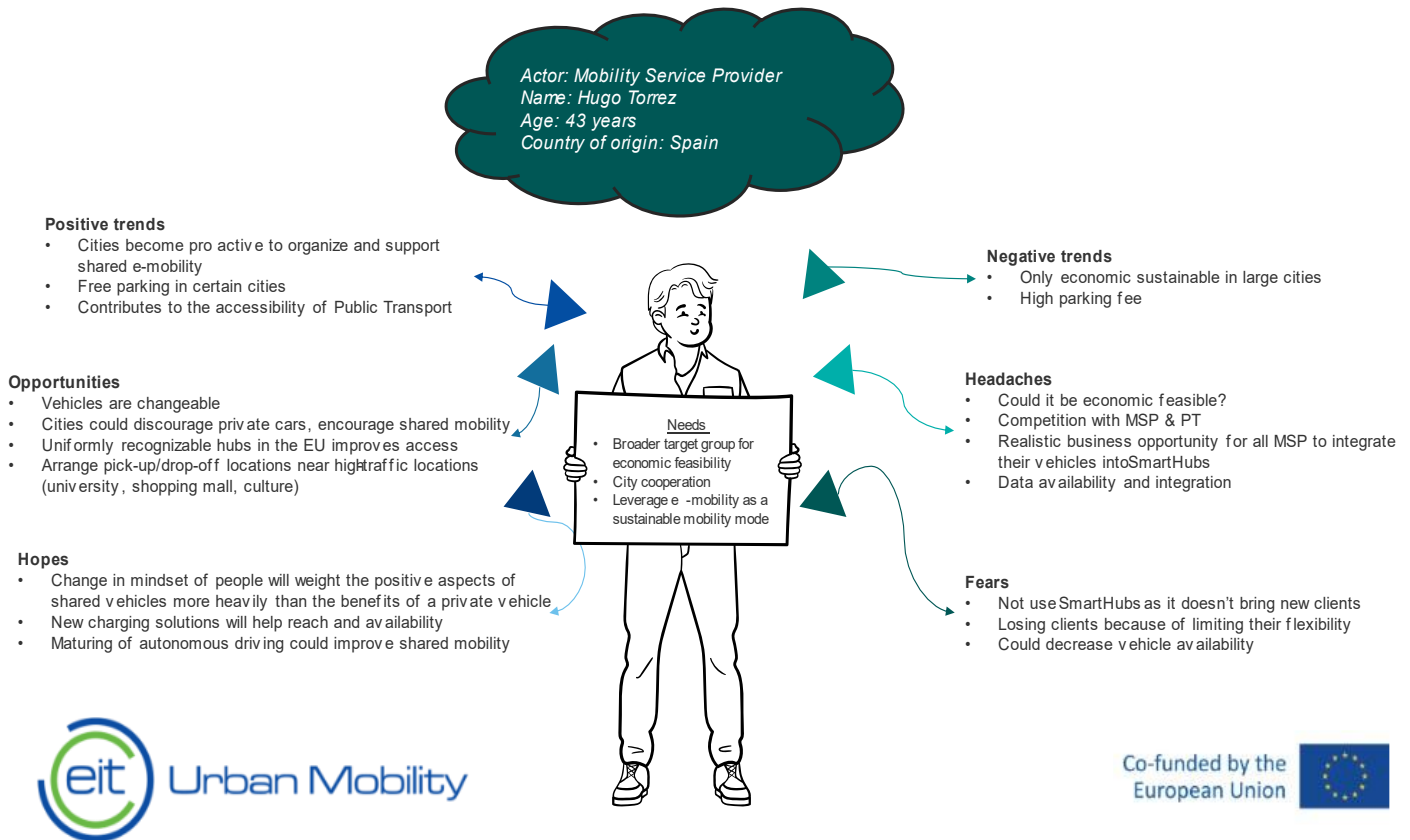 Actor: Mobility Service Provider
Name: Hugo Torrez
Age: 43 years
Country of origin: Spain
Positive trends
• Cities become pro active to organize and support
shared e-mobility
• Free parking in certain cities
• Contributes to the accessibility of Public Transport
Opportunities
• Vehicles are changeable
• Cities could discourage private cars, encourage shared mobility
• Uniformly recognizable hubs in the EU improves access
• Arrange pick-up/drop-off locations near high-traffic locations
(university, shopping mall, culture)
Hopes
• Change in mindset of people will weight the positive aspects of
shared vehicles more heavily than the benefits of a private vehicle
• New charging solutions will help reach and availability
• Maturing of autonomous driving could improve shared mobility
Needs
• Broader target group for
economic feasibility
• City cooperation
• Leverage e -mobility as a
sustainable mobility mode
Negative trends
• Only economic sustainable in large cities
• High parking fee
Headaches
• Could it be economic feasible?
• Competition with MSP & PT
• Realistic business opportunity for all MSP to integrate
their vehicles intoSmartHubs
• Data availability and integration
Fears
• Not use SmartHubs as it doesn't bring new clients
• Losing clients because of limiting their flexibility
• Could decrease vehicle availability
eit Urban Mobility
Co-funded by the
European Union